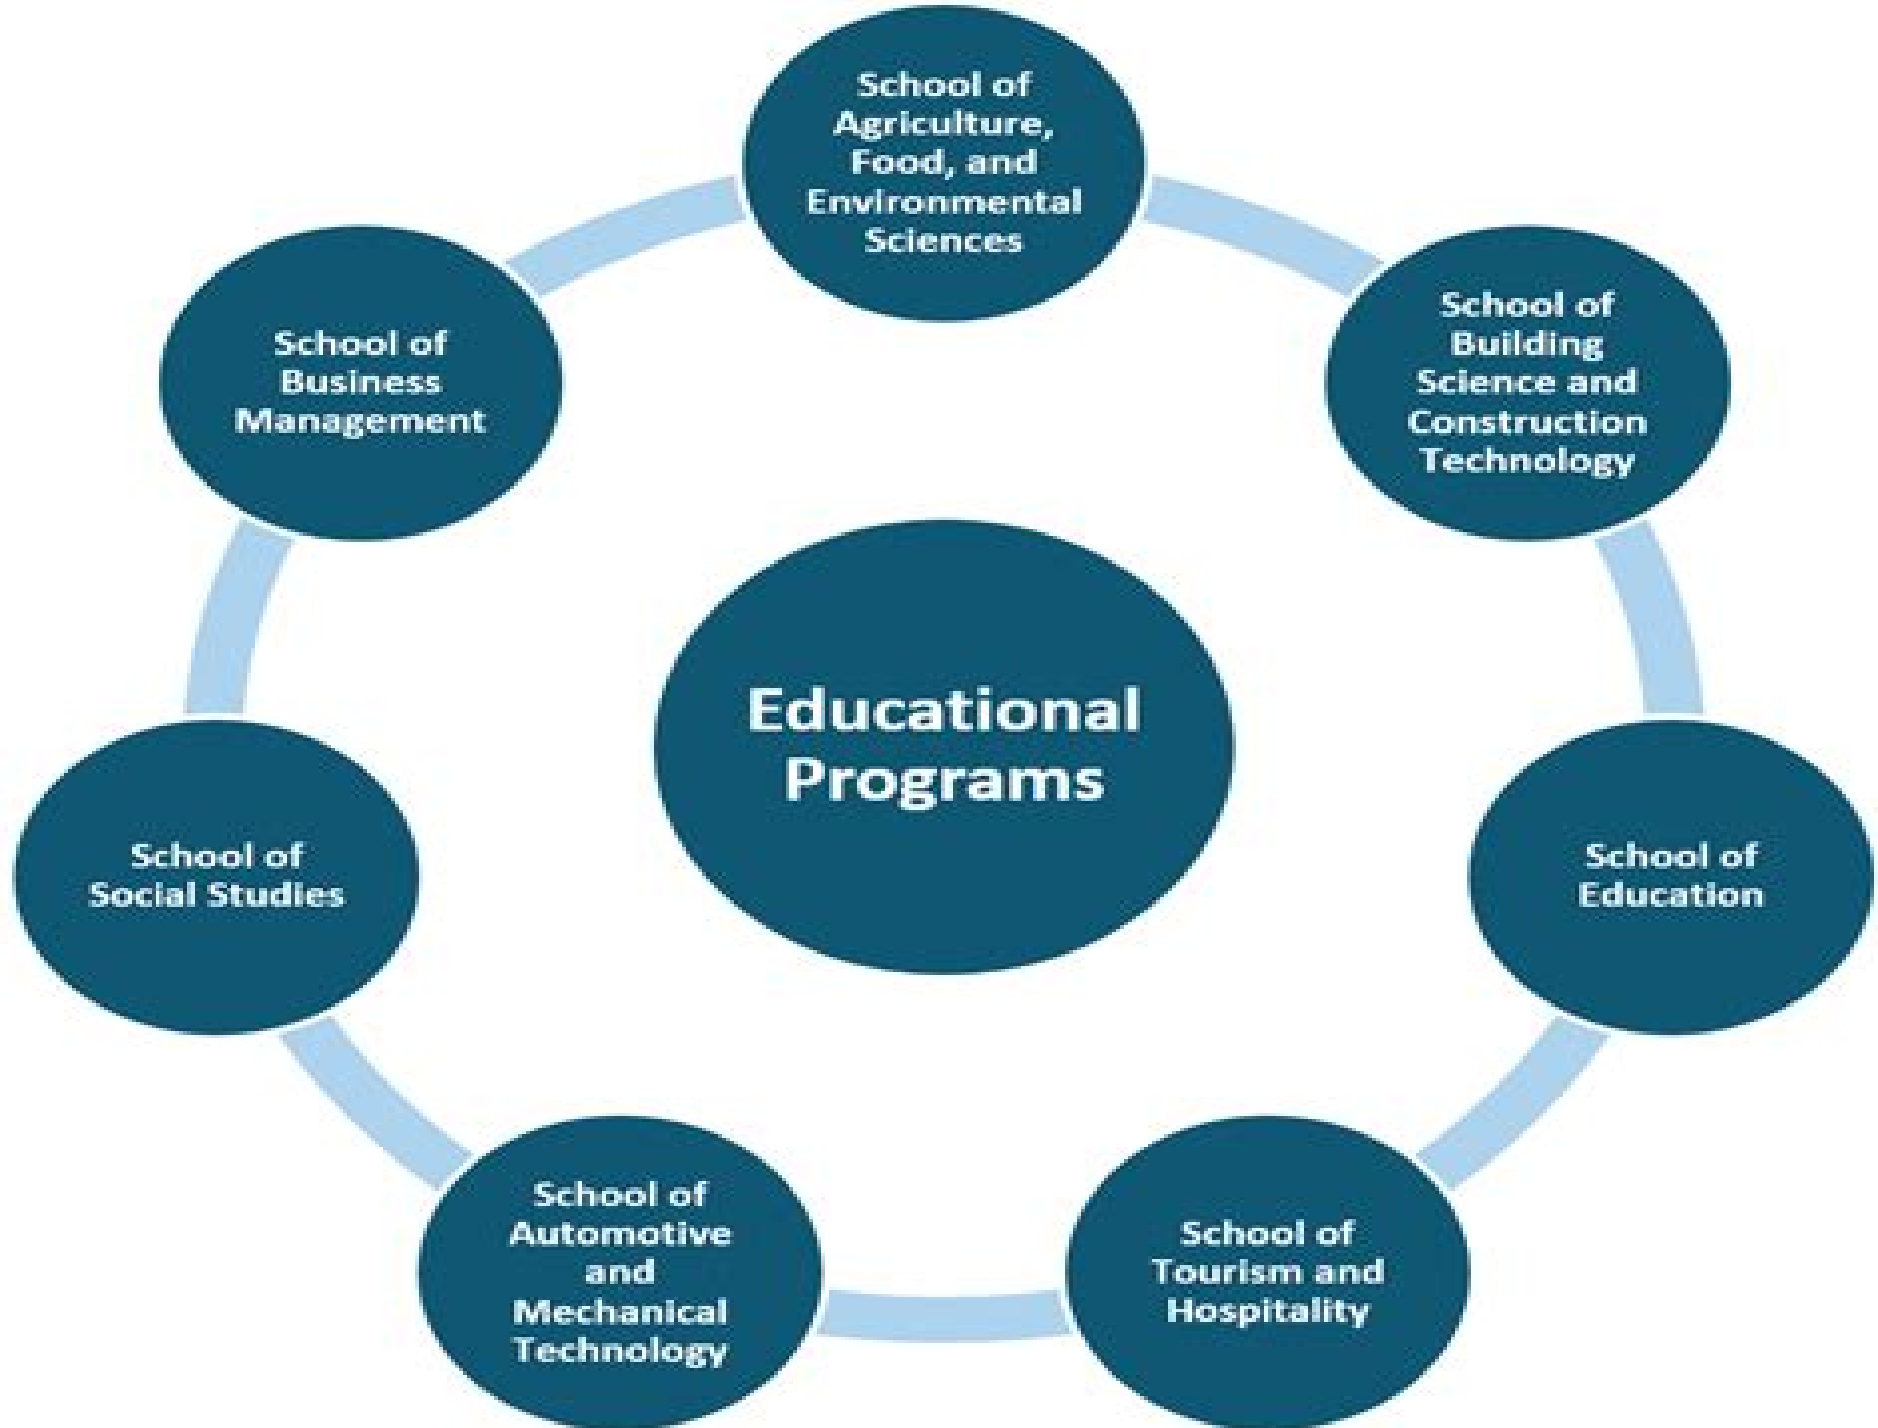 School of
Agriculture,
Food, and
Environmental
Sciences
School of
Building
Science and
Construction
Technology
School of
Education
School of
Tourism and
Hospitality
School of
Automotive
and
Mechanical
Technology
School of
Social Studies
School of
Business
Management
Educational
Programs